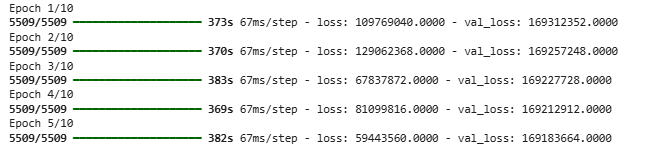 Epoch 1/10
5509/5509 ━━━━━━━━━━━━━━━━━━━━ 373s 67ms/step - loss: 109769040.0000 - val_loss: 169312352.0000
Epoch 2/10
5509/5509 ━━━━━━━━━━━━━━━━━━━━ 370s 67ms/step - loss: 129062368.0000 - val_loss: 169257248.0000
Epoch 3/10
5509/5509 ━━━━━━━━━━━━━━━━━━━━ 383s 67ms/step - loss: 67837872.0000 - val_loss: 169227728.0000
Epoch 4/10
5509/5509 ━━━━━━━━━━━━━━━━━━━━ 369s 67ms/step - loss: 81099816.0000 - val_loss: 169212912.0000
Epoch 5/10
5509/5509 ━━━━━━━━━━━━━━━━━━━━ 382s 67ms/step - loss: 59443560.0000 - val_loss: 169183664.0000